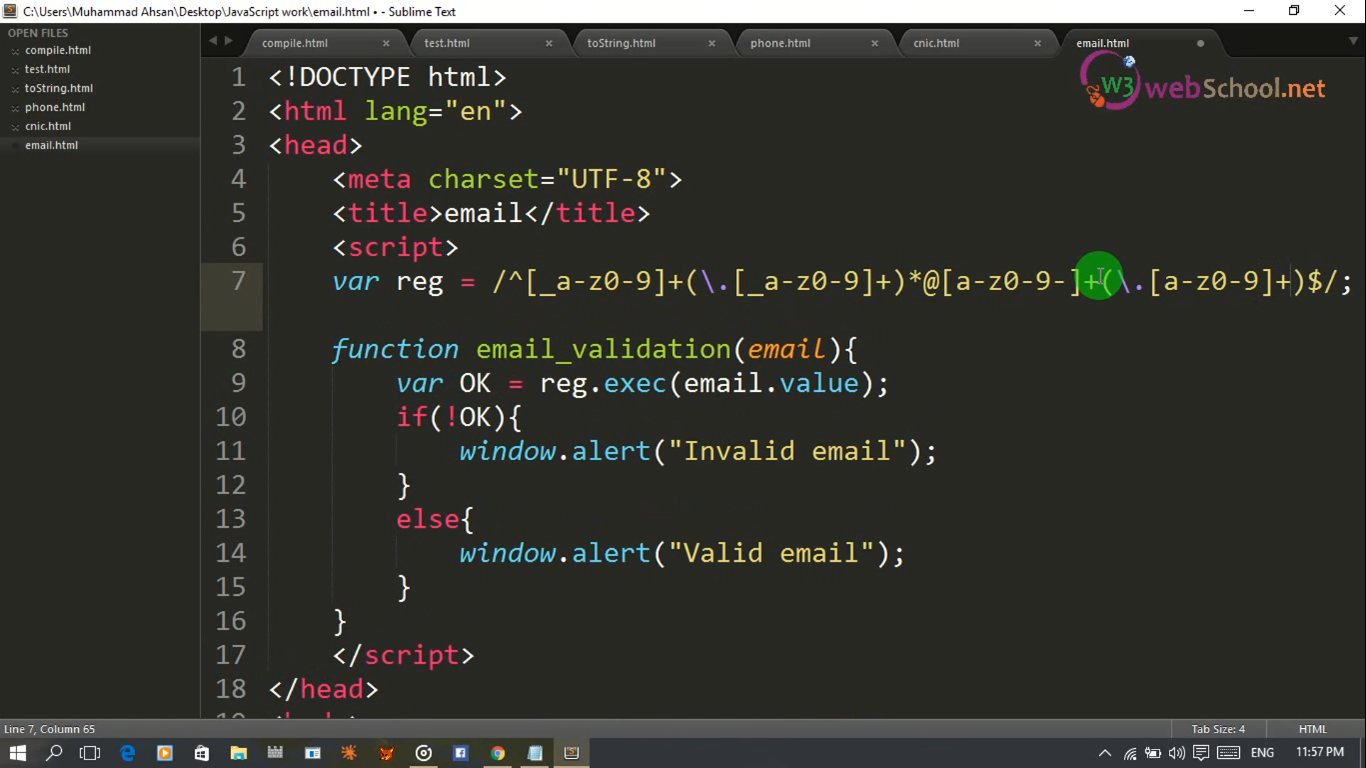 C:\Users\Muhammad Ahsan\Desktop\JavaScript work\email.html • - Sublime Text
OPEN FILES
compile.html
test.html
toString.html
phone.html
cnic.html
email.html
compile.html
test.html
toString.html
phone.html
cnic.html
email.html
W3 webSchool.net
1 <!DOCTYPE html>
2 <html lang="en">
3 <head>
4 <meta charset="UTF-8">
5 <title>email</title>
6 <script>
7 var reg = /^[_a-z0-9]+(\.[_a-z0-9]+)*@[a-z0-9-]+(\.[a-z0-9]+)$/;
8 function email_validation(email){
9 var OK = reg.exec(email.value);
10 if(!OK){
11 window.alert("Invalid email");
12 }
13 else{
14 window.alert("Valid email");
15 }
16 }
17 </script>
18 </head>
Line 7, Column 65
Tab Size: 4
HTML
ENG
11:57 PM